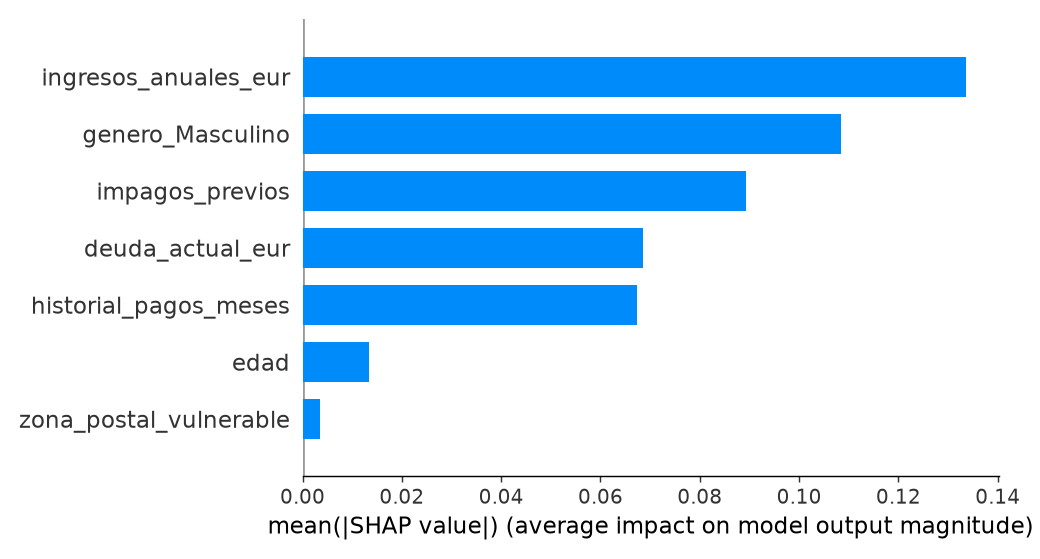 ingresos_anuales_eur
genero_Masculino
impagos_previos
deuda_actual_eur
historial_pagos_meses
edad
zona_postal_vulnerable
0.00 0.02 0.04 0.06 0.08 0.10 0.12 0.14
mean(|SHAP value|) (average impact on model output magnitude)